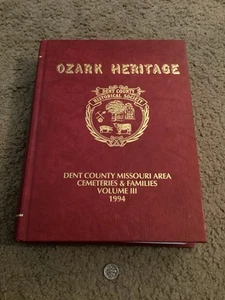 OZARK HERITAGE
DENT COUNTY
HISTORICAL SOCIETY
DENT COUNTY MISSOURI AREA
CEMETERIES & FAMILIES
VOLUME III
1994